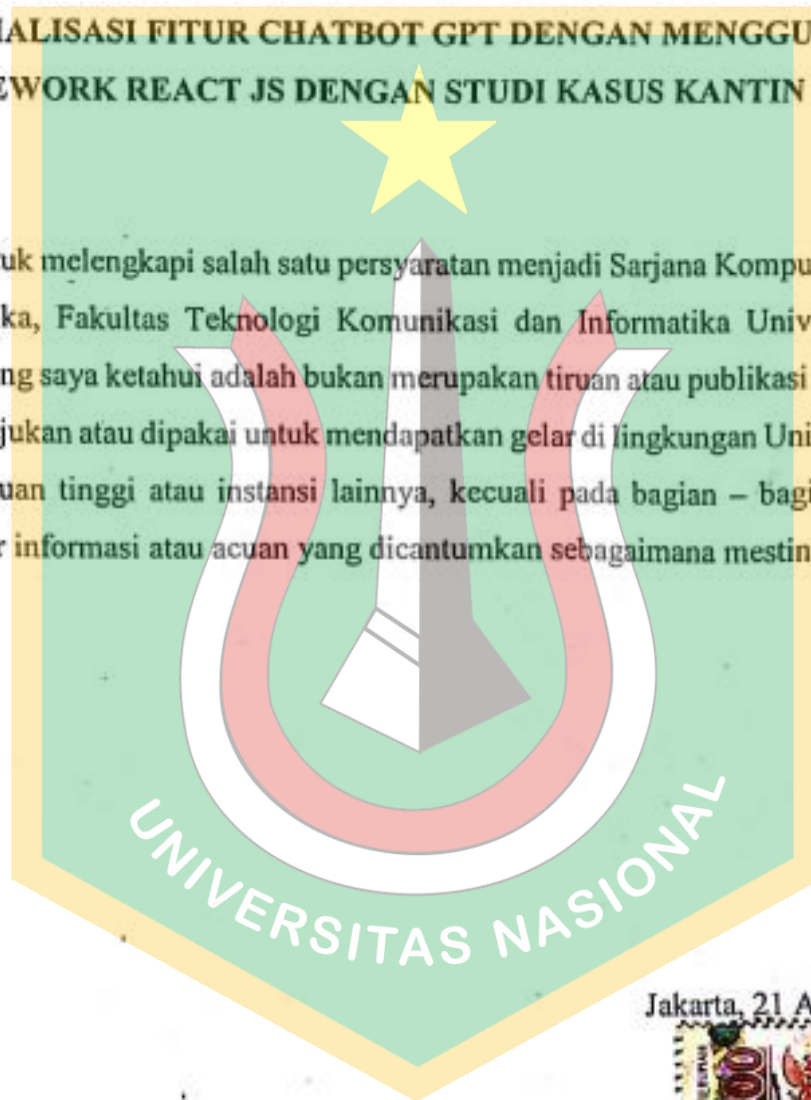 IALISASI FITUR CHATBOT GPT DENGAN MENGGU
EWORK REACT JS DENGAN STUDI KASUS KANTIN
uk melengkapi salah satu persyaratan menjadi Sarjana Kompu
ka, Fakultas Teknologi Komunikasi dan Informatika Univ
ng saya ketahui adalah bukan merupakan tiruan atau publikasi
jukan atau dipakai untuk mendapatkan gelar di lingkungan Uni
uan tinggi atau instansi lainnya, kecuali pada bagian – bagi
r informasi atau acuan yang dicantumkan sebagaimana mestin
UNIVERSITAS NASIONAL
Jakarta, 21 A